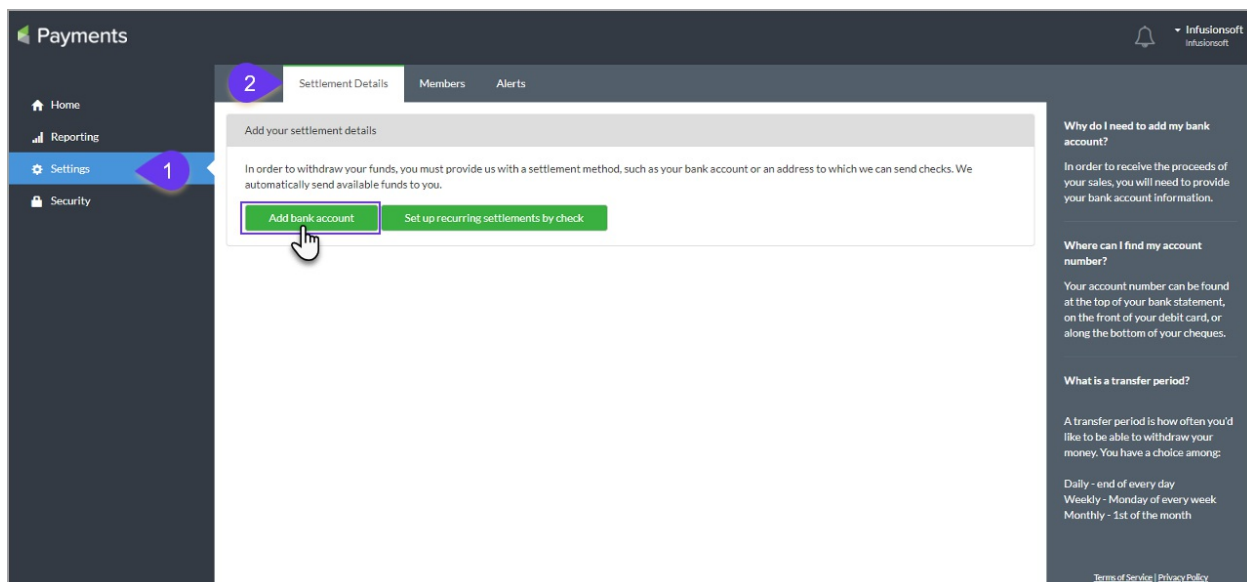 Payments
Infusionsoft
Infusionsoft
2
Settlement Details
Members
Alerts
Home
Reporting
Settings
1
Security
Add your settlement details
In order to withdraw your funds, you must provide us with a settlement method, such as your bank account or an address to which we can send checks. We
automatically send available funds to you.
Add bank account
Set up recurring settlements by check
Why do I need to add my bank
account?
In order to receive the proceeds of
your sales, you will need to provide
your bank account information.
Where can I find my account
number?
Your account number can be found
at the top of your bank statement,
on the front of your debit card, or
along the bottom of your cheques.
What is a transfer period?
A transfer period is how often you'd
like to be able to withdraw your
money. You have a choice among:
Daily - end of every day
Weekly - Monday of every week
Monthly - 1st of the month
Terms of Service | Privacy Policy